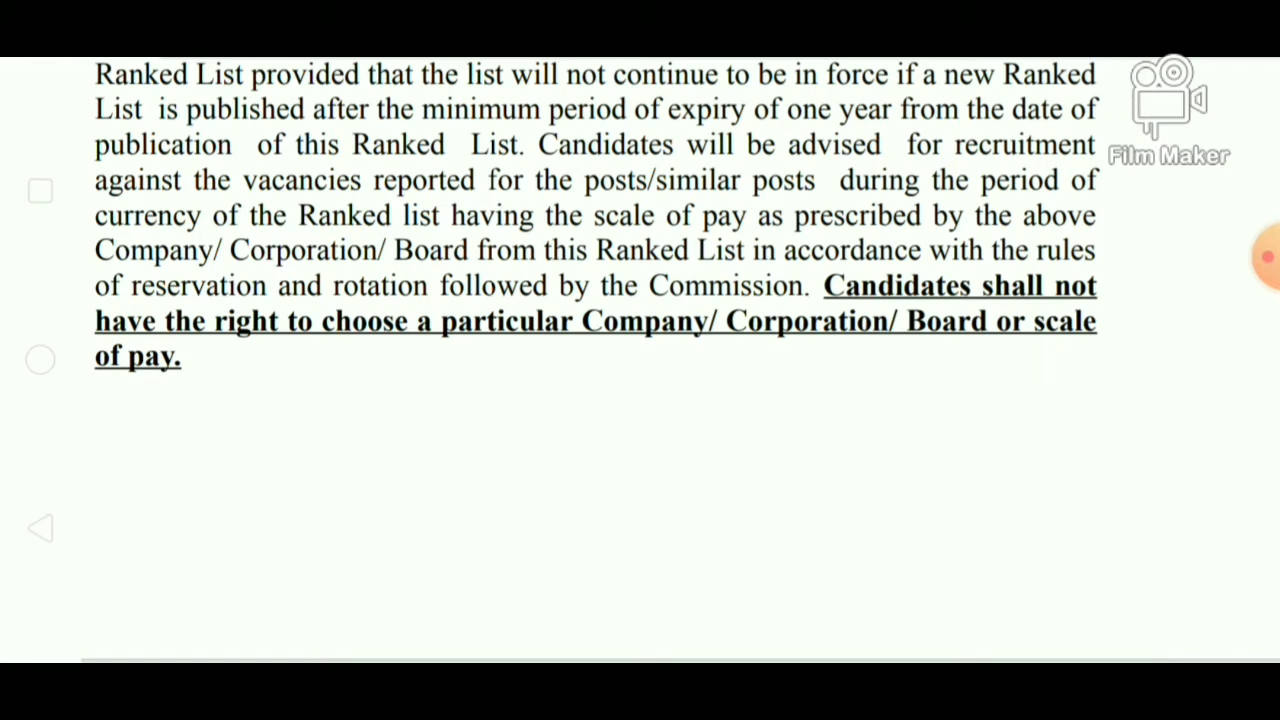 Ranked List provided that the list will not continue to be in force if a new Ranked
List is published after the minimum period of expiry of one year from the date of
publication of this Ranked List. Candidates will be advised for recruitment
against the vacancies reported for the posts/similar posts during the period of
currency of the Ranked list having the scale of pay as prescribed by the above
Company/ Corporation/ Board from this Ranked List in accordance with the rules
of reservation and rotation followed by the Commission. Candidates shall not
have the right to choose a particular Company/ Corporation/ Board or scale
of pay.
Film Maker